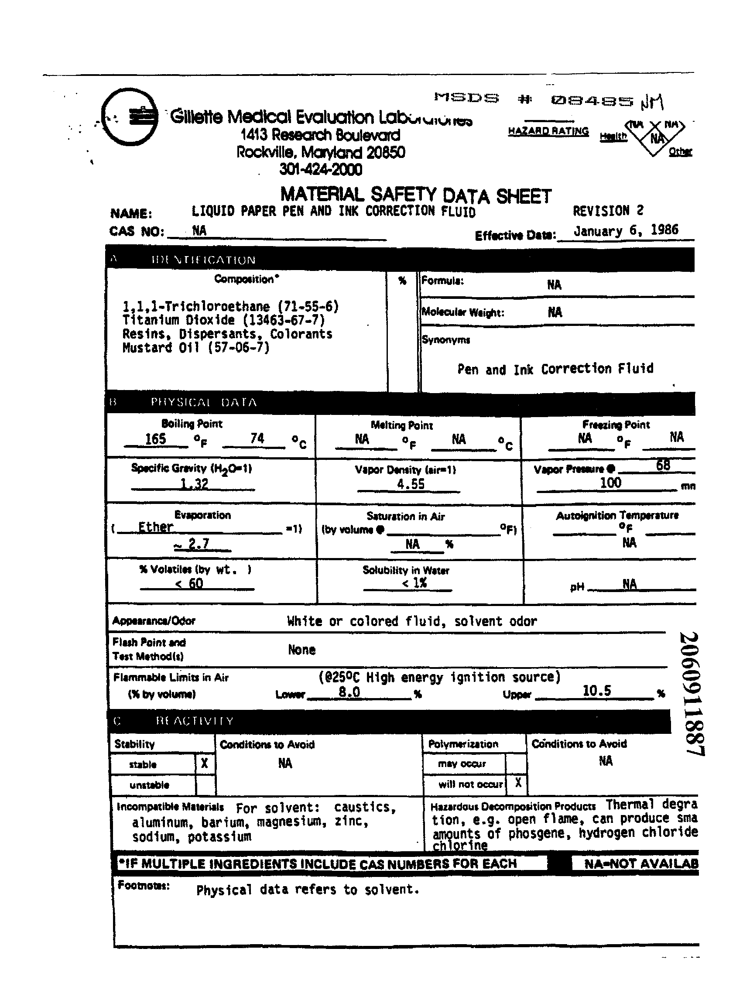 MSDS # 08485 JM
Gillette Medical Evaluation Laboratories
1413 Research Boulevard
Rockville, Maryland 20850
301-424-2000
HAZARD RATING Health NA NA NA Other
MATERIAL SAFETY DATA SHEET
NAME: LIQUID PAPER PEN AND INK CORRECTION FLUID REVISION 2
CAS NO: NA Effective Date: January 6, 1986
A IDENTIFICATION
Composition* % Formula: NA
1,1,1-Trichloroethane (71-55-6)
Titanium Dioxide (13463-67-7) Molecular Weight: NA
Resins, Dispersants, Colorants
Mustard Oil (57-06-7) Synonyms
Pen and Ink Correction Fluid
B PHYSICAL DATA
Boiling Point Melting Point Freezing Point
165 °F 74 °C NA °F NA °C NA °F NA
Specific Gravity (H2O=1) Vapor Density (air=1) Vapor Pressure @ 68
1.32 4.55 100 mn
Evaporation Saturation in Air Autoignition Temperature
( Ether =1) (by volume @ °F) °F
~ 2.7 NA % NA
% Volatiles (by wt. ) Solubility in Water
< 60 < 1% pH NA
Appearance/Odor White or colored fluid, solvent odor
Flash Point and
Test Method(s) None
Flammable Limits in Air (@25ºC High energy ignition source)
(% by volume) Lower 8.0 % Upper 10.5 %
C REACTIVITY
Stability Conditions to Avoid Polymerization Conditions to Avoid
stable X NA may occur NA
unstable will not occur X
Incompatible Materials For solvent: caustics,
aluminum, barium, magnesium, zinc,
sodium, potassium
Hazardous Decomposition Products Thermal degra
tion, e.g. open flame, can produce sma
amounts of phosgene, hydrogen chloride
chlorine
*IF MULTIPLE INGREDIENTS INCLUDE CAS NUMBERS FOR EACH NA=NOT AVAILAB
Footnotes: Physical data refers to solvent.
2060911887